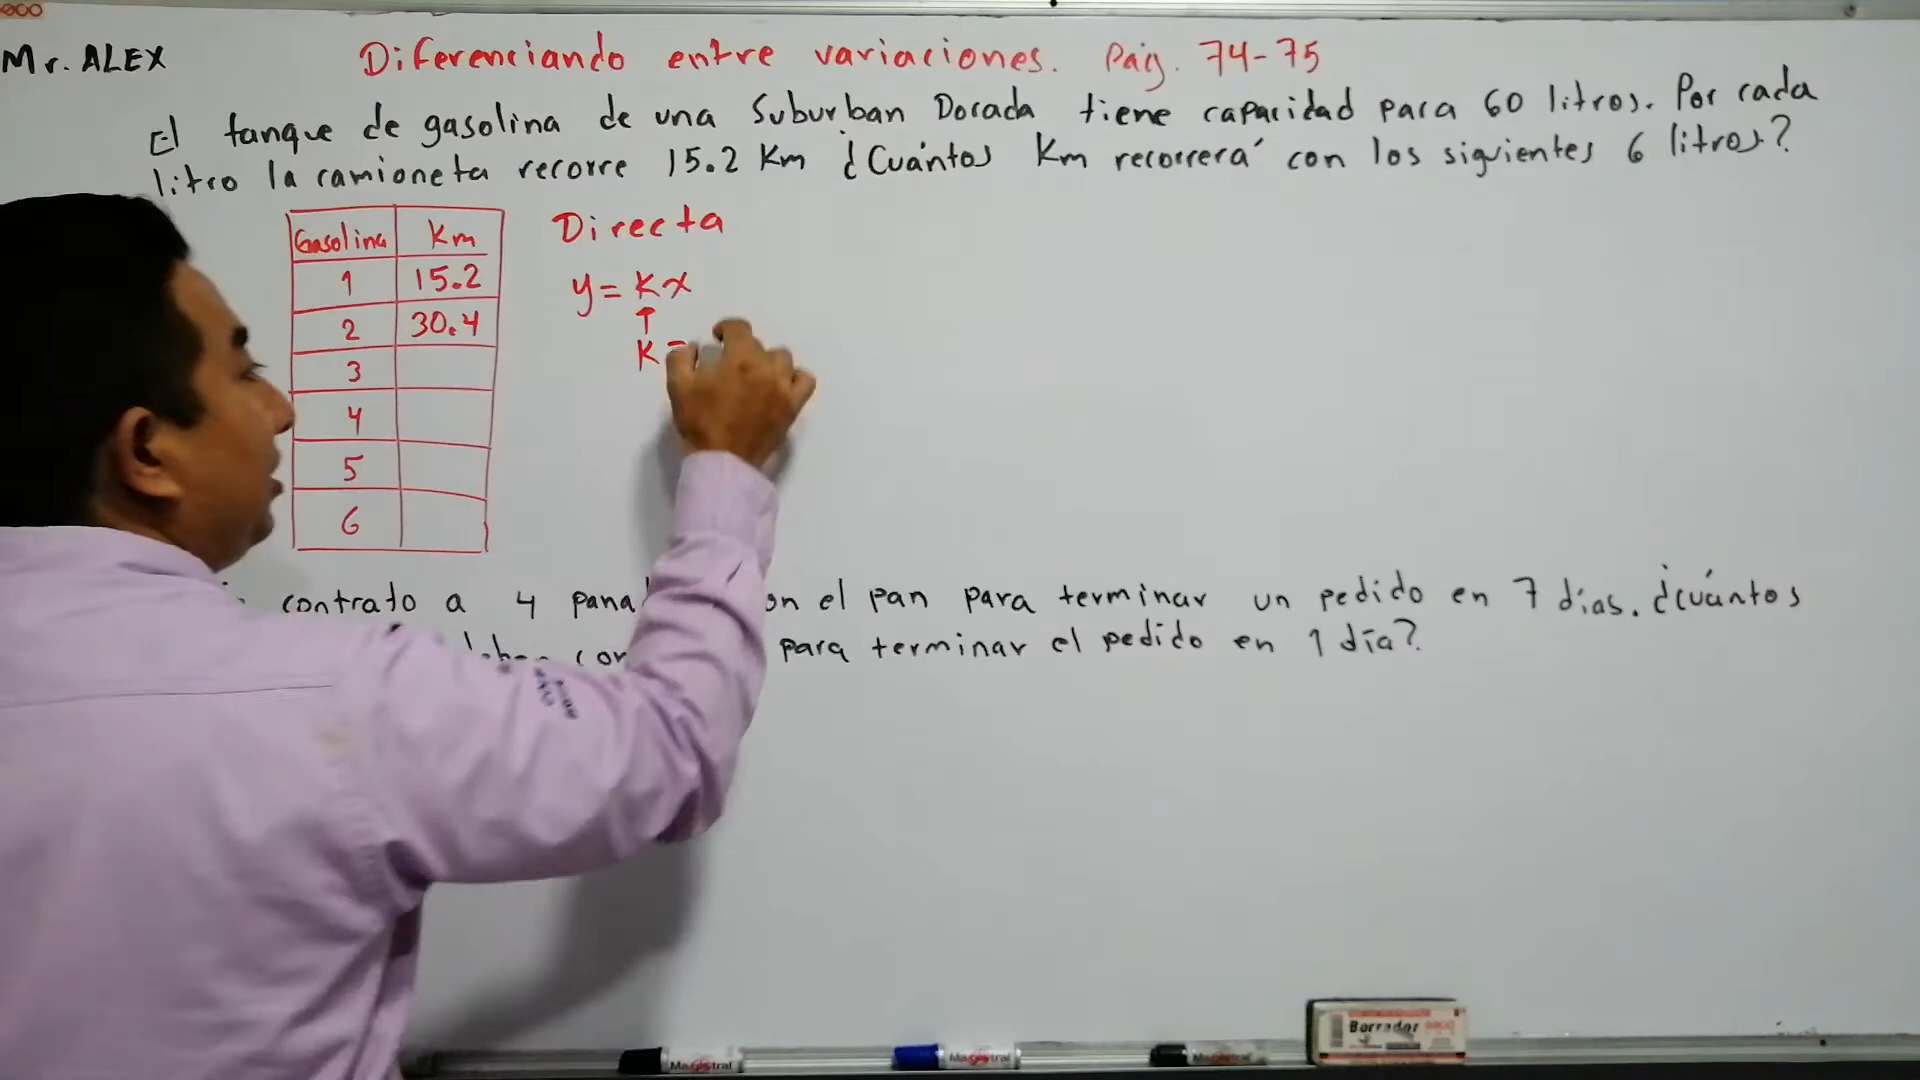 Mr. ALEX
Diferenciando entre variaciones. Pág. 74-75
El tanque de gasolina de una Suburban Dorada tiene capacidad para 60 litros. Por cada
litro la camioneta recorre 15.2 Km ¿Cuántos Km recorrerá con los siguientes 6 litros?
Gasolina Km
1 15.2
2 30.4
3
4
5
6
Directa
y = Kx
K =
contrato a 4 el pan para terminar un pedido en 7 días. ¿cuántos
para terminar el pedido en 1 día?
Borrador
Magistral
Magistral
Magistral